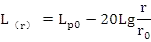 L（r）= Lp0 − 20Lg r/r0